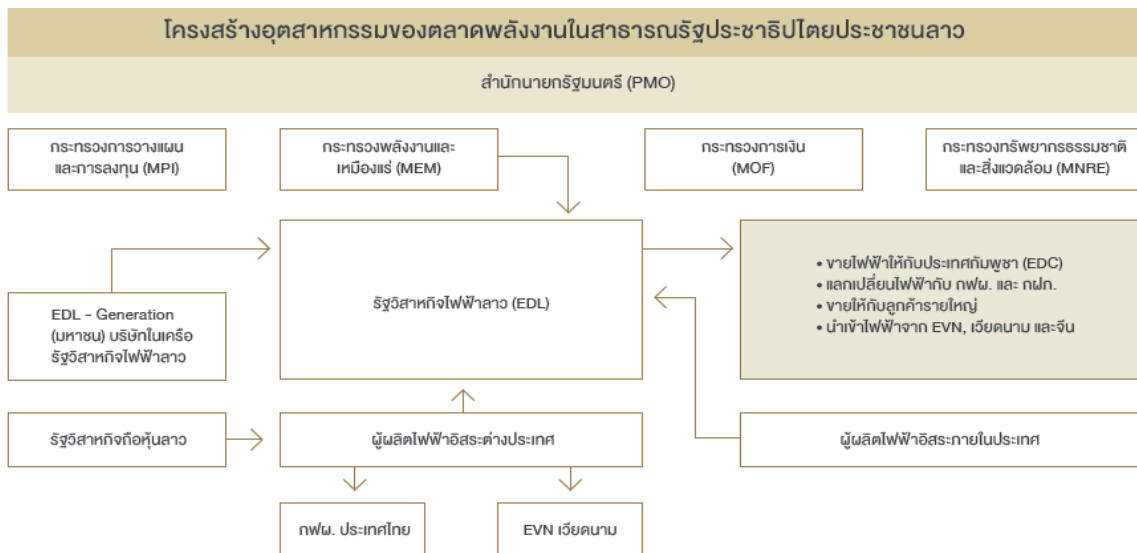 โครงสร้างอุตสาหกรรมของตลาดพลังงานในสาธารณรัฐประชาธิปไตยประชาชนลาว
สำนักนายกรัฐมนตรี (PMO)
กระทรวงการวางแผน
และการลงทุน (MPI)
กระทรวงพลังงานและ
เหมืองแร่ (MEM)
กระทรวงการเงิน
(MOF)
กระทรวงทรัพยากรธรรมชาติ
และสิ่งแวดล้อม (MNRE)
EDL - Generation
(มหาชน) บริษัทในเครือ
รัฐวิสาหกิจไฟฟ้าลาว
รัฐวิสาหกิจไฟฟ้าลาว (EDL)
• ขายไฟฟ้าให้กับประเทศกัมพูชา (EDC)
• แลกเปลี่ยนไฟฟ้ากับ กฟผ. และ กฝภ.
• ขายให้กับลูกค้ารายใหญ่
• นำเข้าไฟฟ้าจาก EVN, เวียดนาม และจีน
รัฐวิสาหกิจถือหุ้นลาว
ผู้ผลิตไฟฟ้าอิสระต่างประเทศ
ผู้ผลิตไฟฟ้าอิสระภายในประเทศ
กฟผ. ประเทศไทย
EVN เวียดนาม